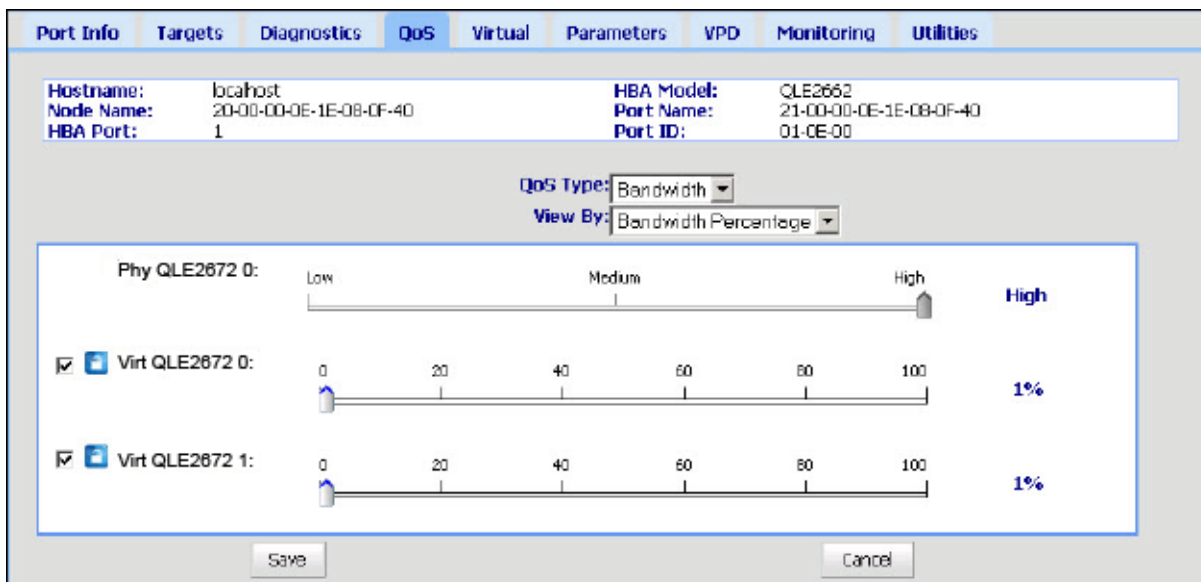 Port Info Targets Diagnostics QoS Virtual Parameters VPD Monitoring Utilities
Hostname: localhost HBA Model: QLE2662
Node Name: 20-00-00-0E-1E-08-0F-40 Port Name: 21-00-00-0E-1E-08-0F-40
HBA Port: 1 Port ID: 01-0E-00
QoS Type: Bandwidth
View By: Bandwidth Percentage
Phy QLE2672 0: Low Medium High High
Virt QLE2672 0: 0 20 40 60 80 100 1%
Virt QLE2672 1: 0 20 40 60 80 100 1%
Save Cancel